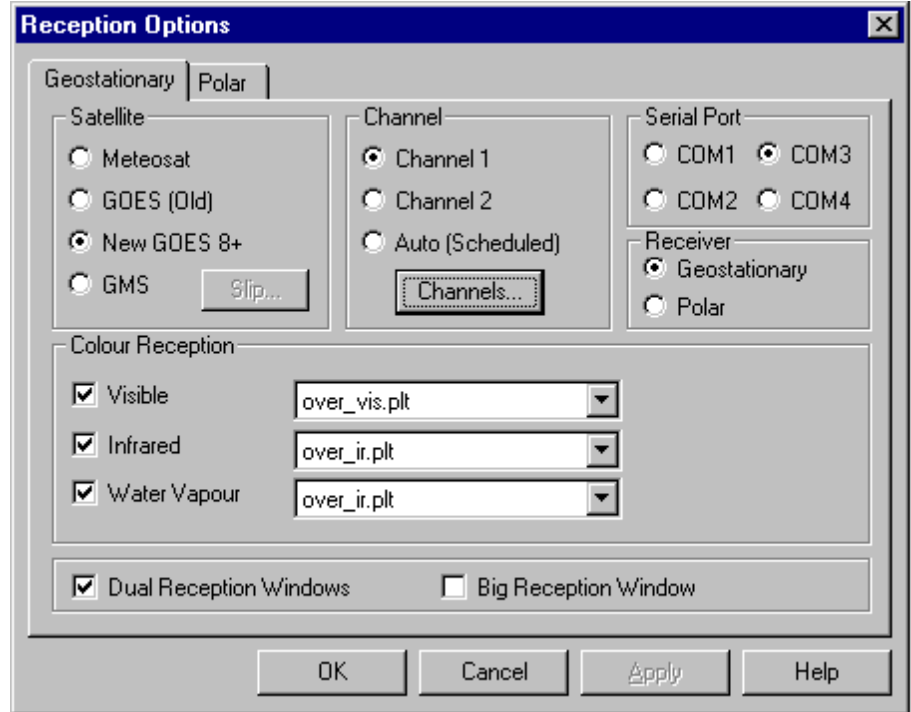 Reception Options
Geostationary Polar
Satellite
Meteosat
GOES (Old)
New GOES 8+
GMS Slip...
Channel
Channel 1
Channel 2
Auto (Scheduled)
Channels...
Serial Port
COM1 COM3
COM2 COM4
Receiver
Geostationary
Polar
Colour Reception
Visible over_vis.plt
Infrared over_ir.plt
Water Vapour over_ir.plt
Dual Reception Windows Big Reception Window
OK Cancel Apply Help